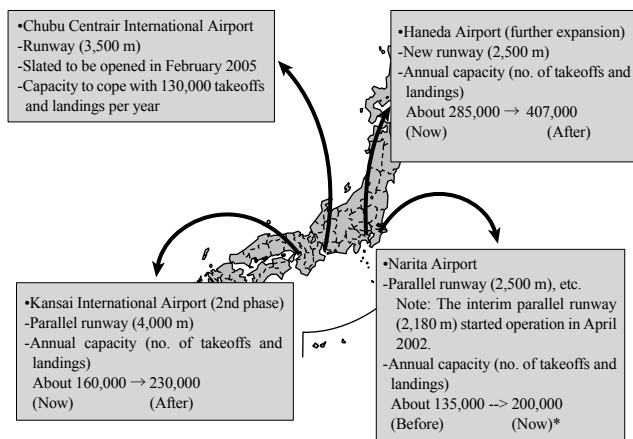 •Chubu Centrair International Airport
-Runway (3,500 m)
-Slated to be opened in February 2005
-Capacity to cope with 130,000 takeoffs
and landings per year
•Haneda Airport (further expansion)
-New runway (2,500 m)
-Annual capacity (no. of takeoffs and
landings)
About 285,000 → 407,000
(Now) (After)
•Kansai International Airport (2nd phase)
-Parallel runway (4,000 m)
-Annual capacity (no. of takeoffs and
landings)
About 160,000 → 230,000
(Now) (After)
•Narita Airport
-Parallel runway (2,500 m), etc.
Note: The interim parallel runway
(2,180 m) started operation in April
2002.
-Annual capacity (no. of takeoffs and
landings)
About 135,000 --> 200,000
(Before) (Now)*